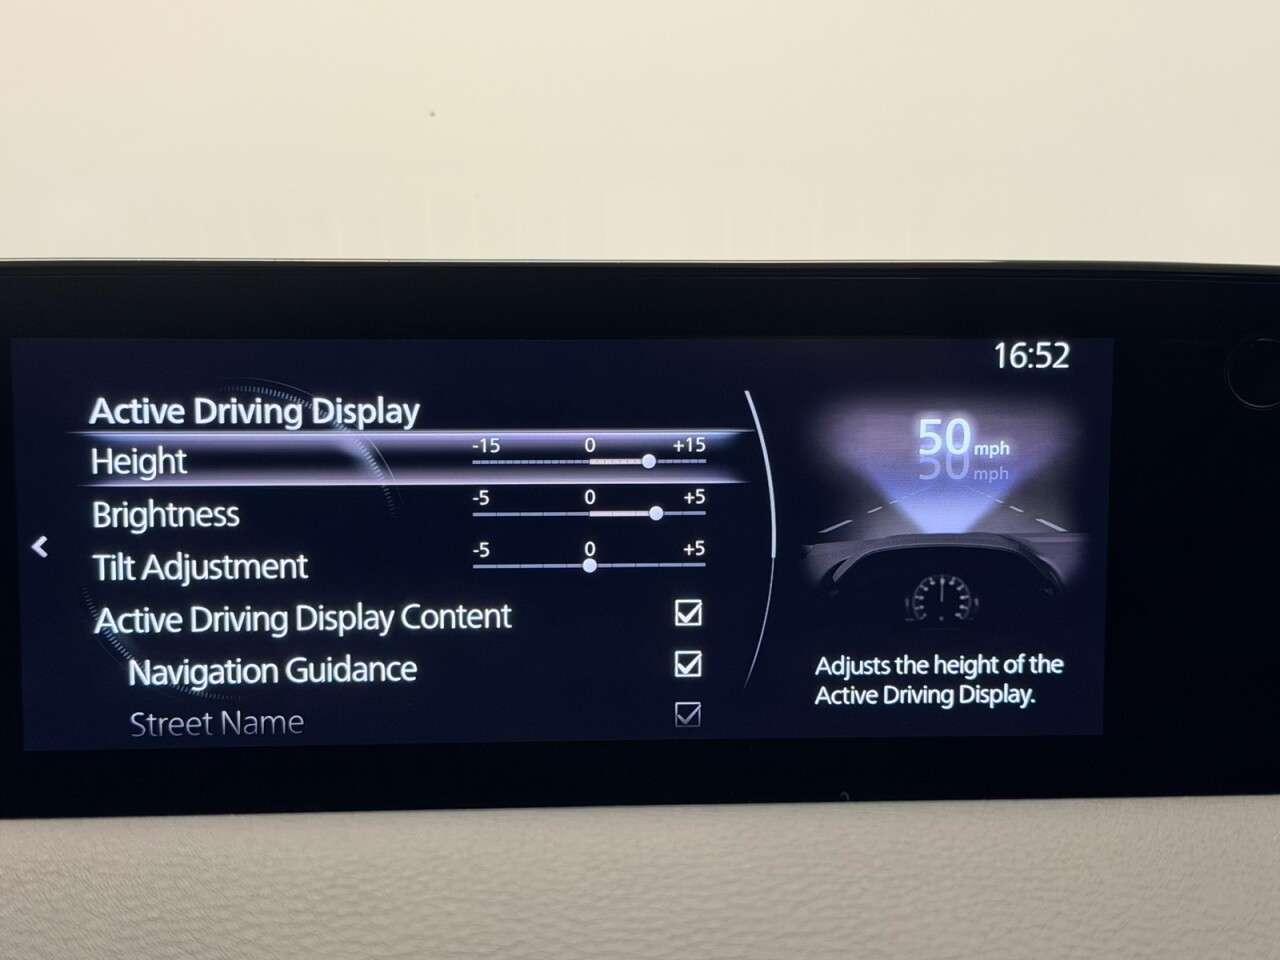 16:52
Active Driving Display
Height -15 0 +15
Brightness -5 0 +5
Tilt Adjustment -5 0 +5
Active Driving Display Content
Navigation Guidance
Street Name
50 mph
50 mph
Adjusts the height of the
Active Driving Display.